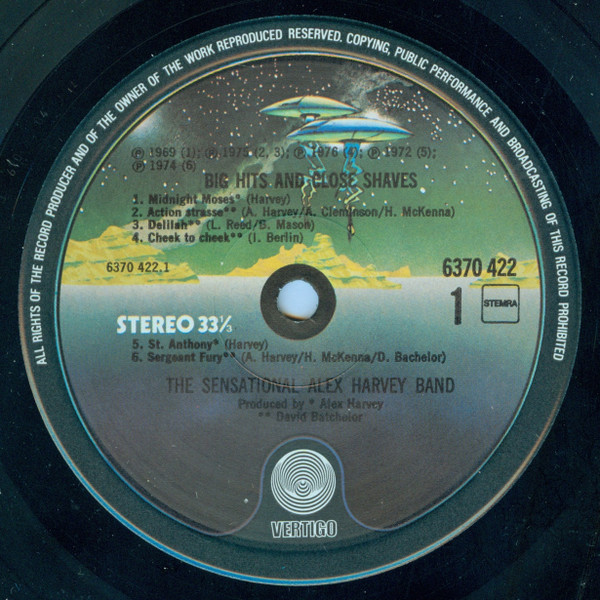 ALL RIGHTS OF THE RECORD PRODUCER AND OF THE OWNER OF THE WORK REPRODUCED RESERVED. COPYING, PUBLIC PERFORMANCE AND BROADCASTING OF THIS RECORD PROHIBITED
℗ 1969 (1); ℗ 1975 (2, 3); ℗ 1976 (4); ℗ 1972 (5);
℗ 1974 (6)
BIG HITS AND CLOSE SHAVES
1. Midnight Moses* (Harvey)
2. Action strasse** (A. Harvey/A. Cleminson/H. McKenna)
3. Delilah** (L. Reed/B. Mason)
4. Cheek to cheek** (I. Berlin)
6370 422.1
6370 422
1
STEMRA
STEREO 33⅓
5. St. Anthony* (Harvey)
6. Sergeant Fury** (A. Harvey/H. McKenna/D. Bachelor)
THE SENSATIONAL ALEX HARVEY BAND
Produced by * Alex Harvey
** David Batchelor
VERTIGO